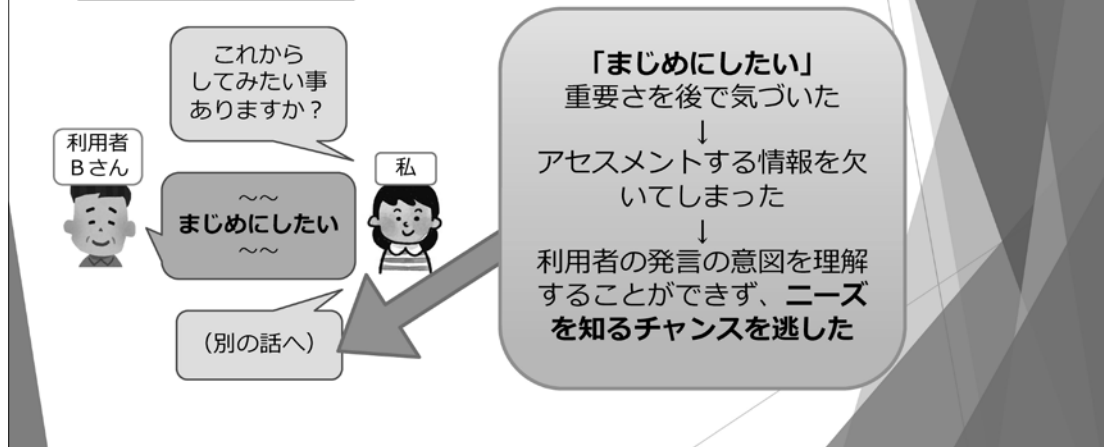 これから
してみたい事
ありますか？
利用者
Bさん
私
～～
まじめにしたい
～～
（別の話へ）
「まじめにしたい」
重要さを後で気づいた
↓
アセスメントする情報を欠
いてしまった
↓
利用者の発言の意図を理解
することができず、ニーズ
を知るチャンスを逃した